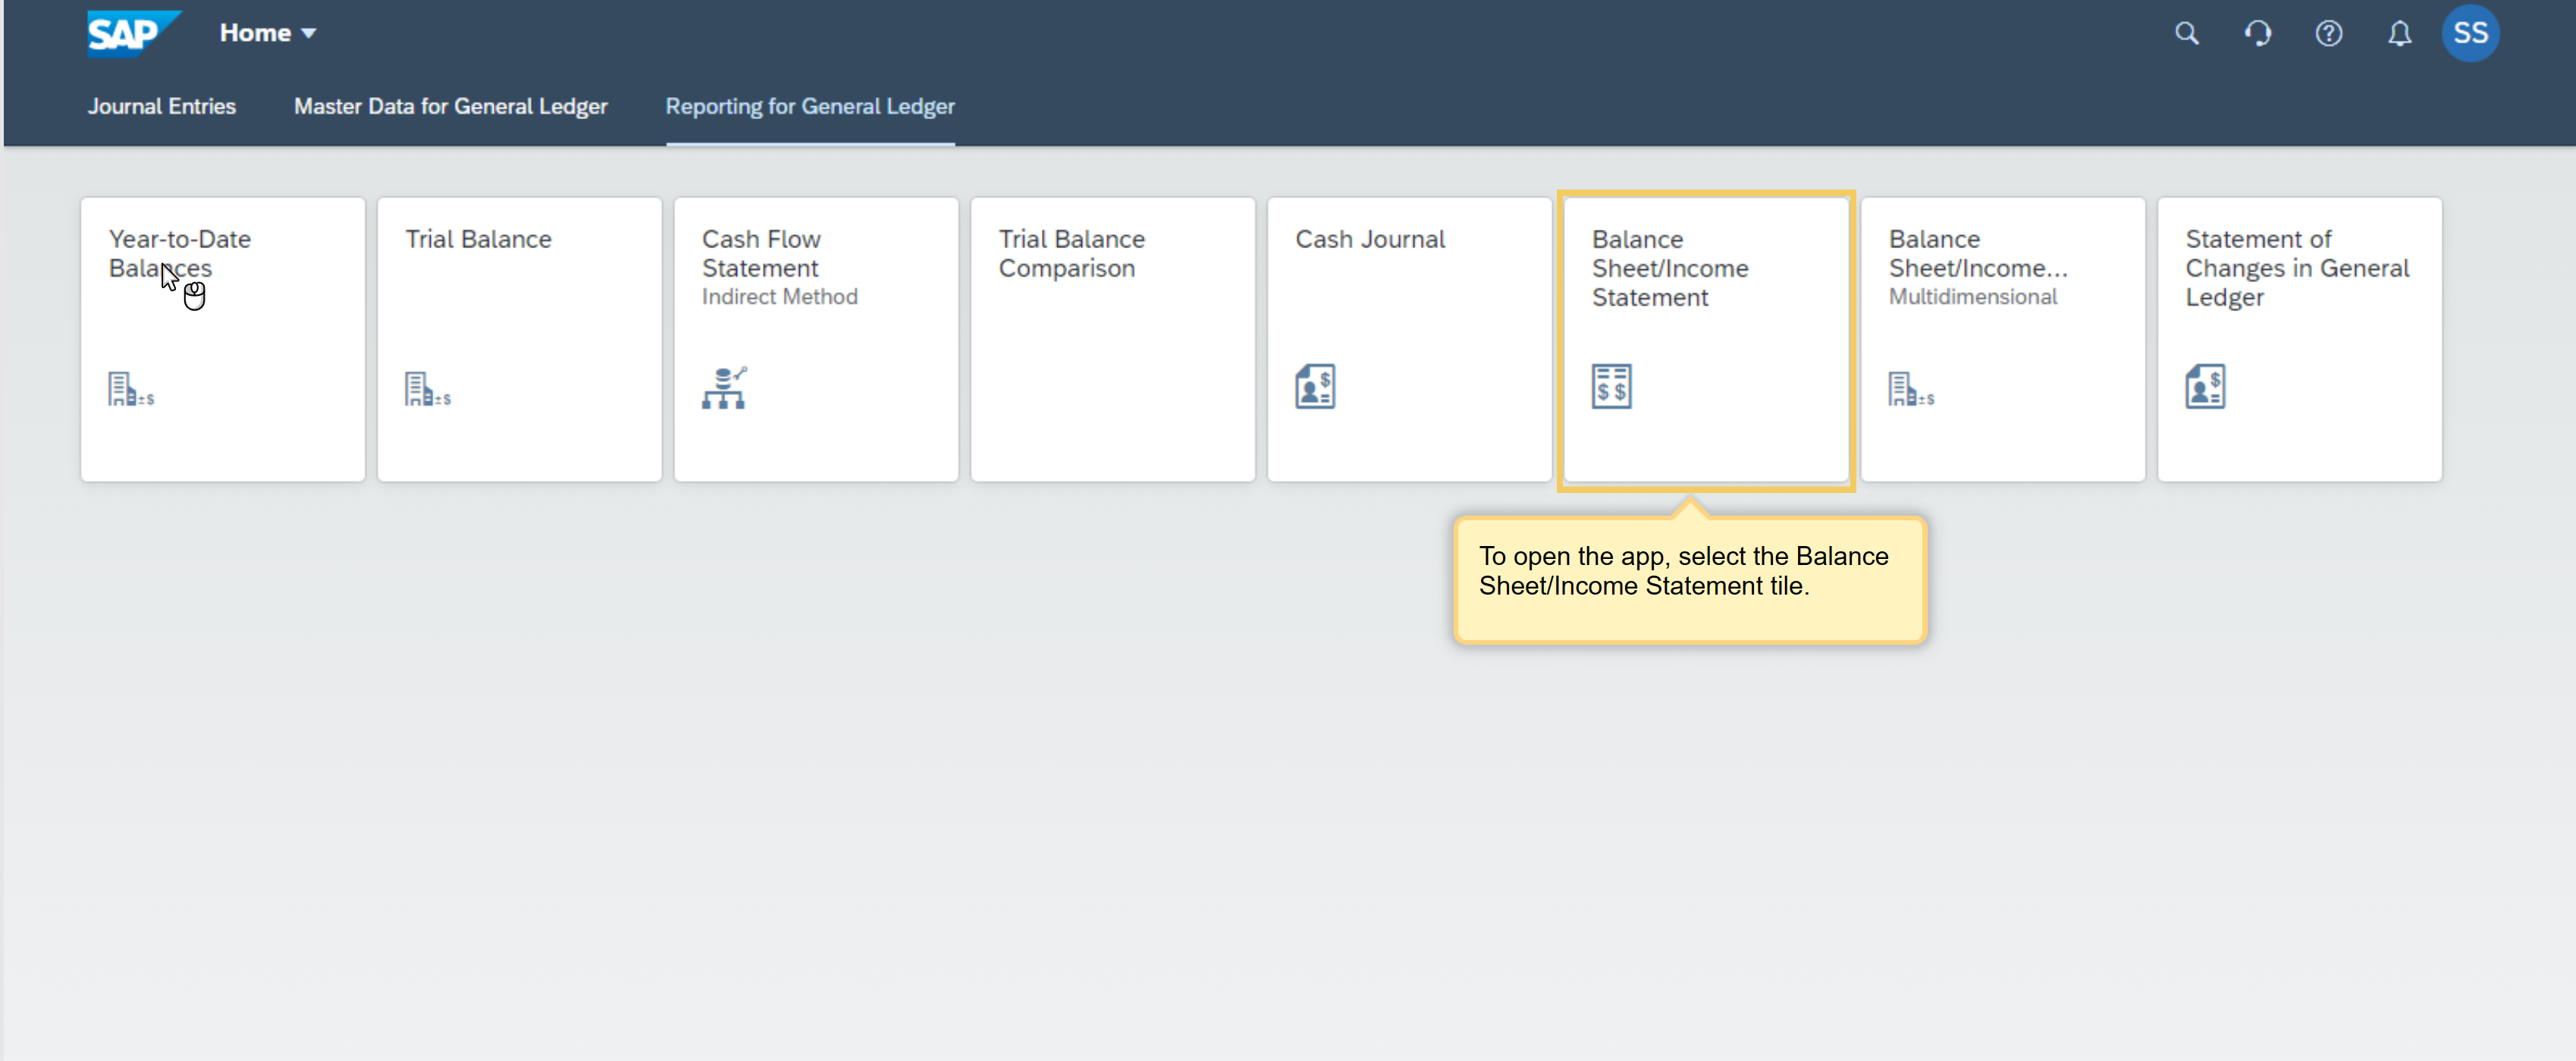 SAP
Home
SS
Journal Entries
Master Data for General Ledger
Reporting for General Ledger
Year-to-Date
Balances
Trial Balance
Cash Flow
Statement
Indirect Method
Trial Balance
Comparison
Cash Journal
Balance
Sheet/Income
Statement
Balance
Sheet/Income...
Multidimensional
Statement of
Changes in General
Ledger
±$
±$
$
$ $
±$
$
To open the app, select the Balance
Sheet/Income Statement tile.